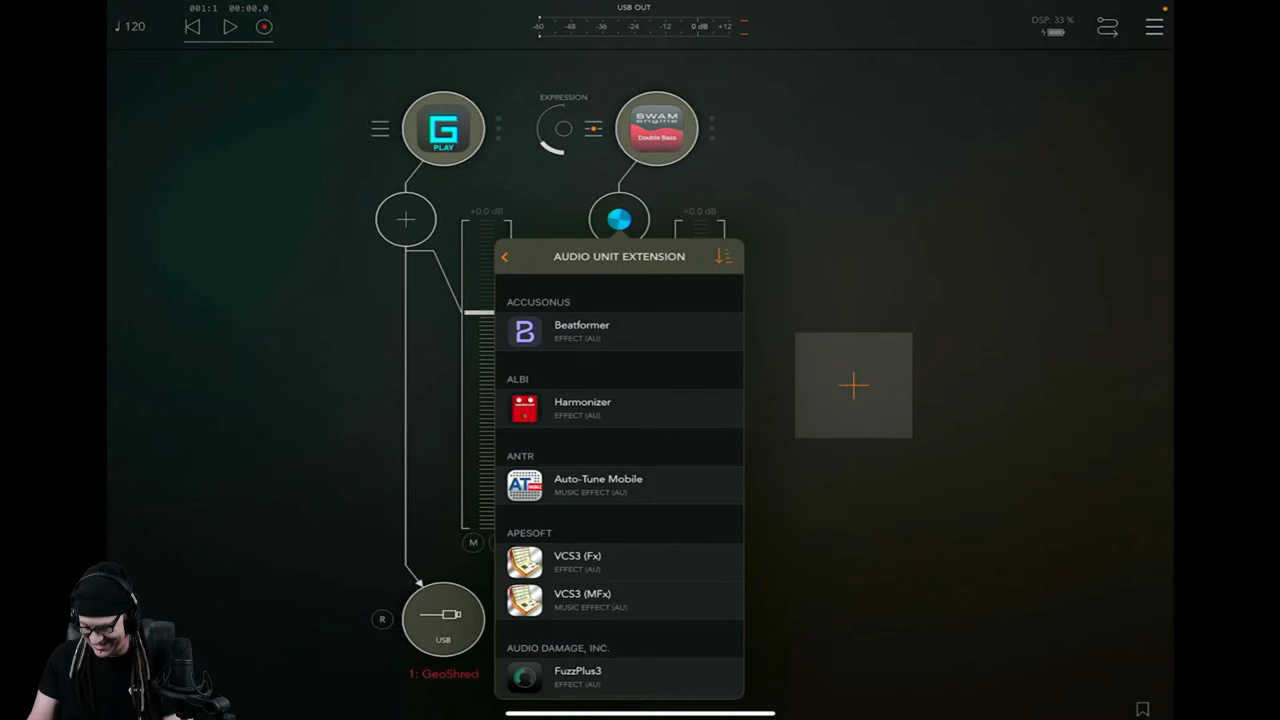 001:1 00:00.0
USB OUT
♩ 120
-60 -48 -36 -24 -12 0 dB +12
DSP: 33 %
EXPRESSION
G
PLAY
SWAM
engine
Double Bass
+0.0 dB
+0.0 dB
AUDIO UNIT EXTENSION
ACCUSONUS
Beatformer
EFFECT (AU)
ALBI
Harmonizer
EFFECT (AU)
ANTR
AT
MOBILE
Auto-Tune Mobile
MUSIC EFFECT (AU)
APESOFT
VCS3 (Fx)
EFFECT (AU)
VCS3 (MFx)
MUSIC EFFECT (AU)
AUDIO DAMAGE, INC.
FuzzPlus3
EFFECT (AU)
M
R
USB
1: GeoShred